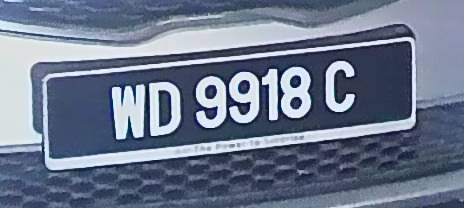 WD 9918 C
The Power to Surprise